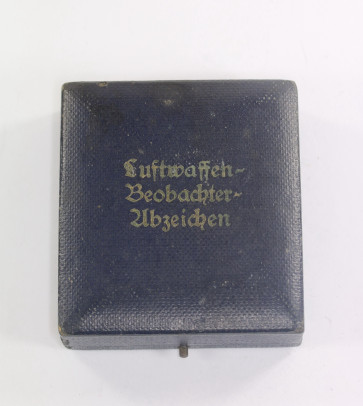 Luftwaffen-
Beobachter-
Abzeichen